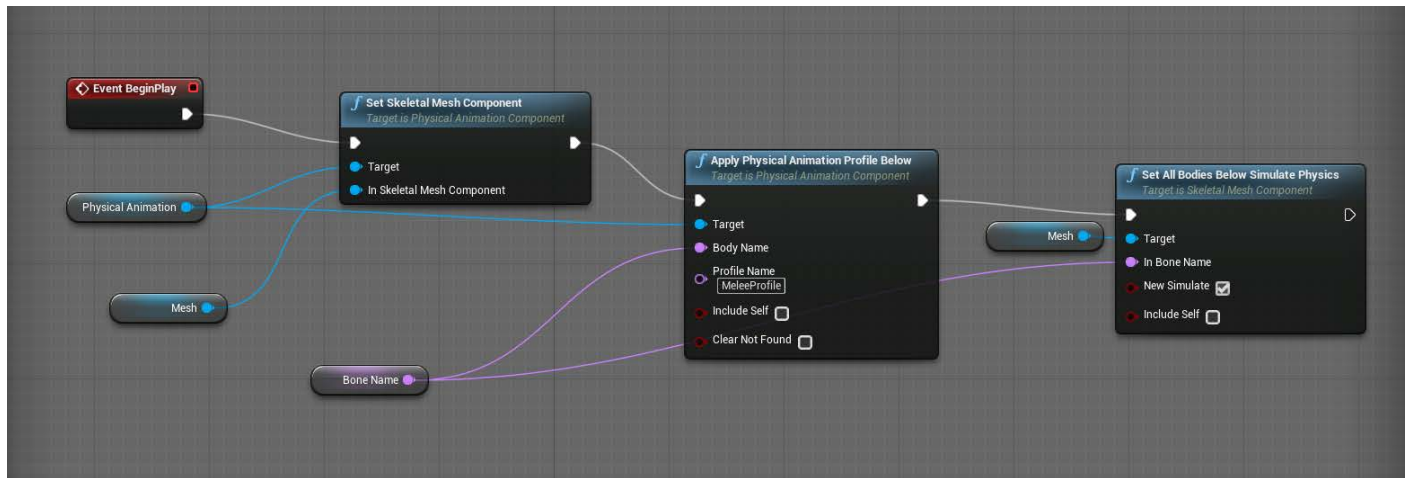 Event BeginPlay
Set Skeletal Mesh Component
Target is Physical Animation Component
Target
In Skeletal Mesh Component
Physical Animation
Mesh
Bone Name
Apply Physical Animation Profile Below
Target is Physical Animation Component
Target
Body Name
Profile Name
MeleeProfile
Include Self
Clear Not Found
Mesh
Set All Bodies Below Simulate Physics
Target is Skeletal Mesh Component
Target
In Bone Name
New Simulate
Include Self